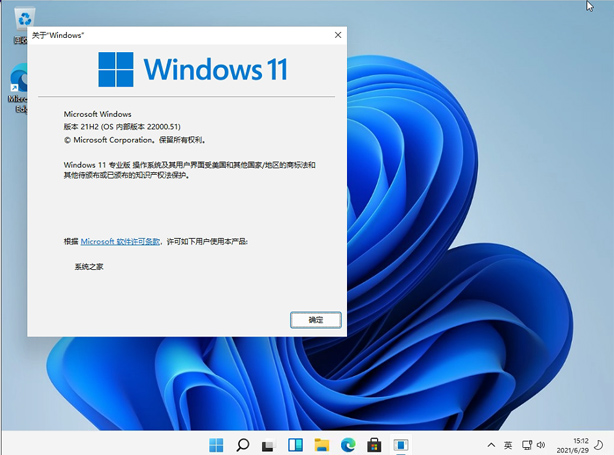 关于"Windows"
Windows 11
Microsoft Windows
版本 21H2 (OS 内部版本 22000.51)
© Microsoft Corporation。保留所有权利。
Windows 11 专业版 操作系统及其用户界面受美国和其他国家/地区的商标法和
其他待颁布或已颁布的知识产权法保护。
根据 Microsoft 软件许可条款，许可如下用户使用本产品:
系统之家
确定
英
15:12
2021/6/29